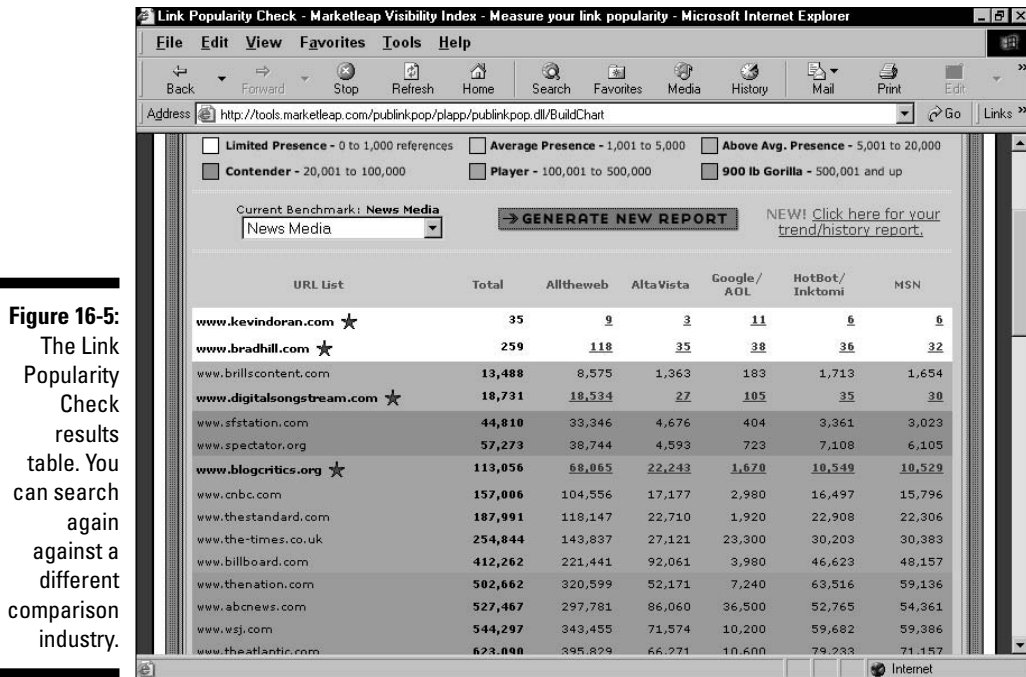 Link Popularity Check - Marketleap Visibility Index - Measure your link popularity - Microsoft Internet Explorer
File Edit View Favorites Tools Help
Back Forward Stop Refresh Home Search Favorites Media History Mail Print Edit »
Address http://tools.marketleap.com/publinkpop/plapp/publinkpop.dll/BuildChart Go Links »
Limited Presence - 0 to 1,000 references Average Presence - 1,001 to 5,000 Above Avg. Presence - 5,001 to 20,000
Contender - 20,001 to 100,000 Player - 100,001 to 500,000 900 lb Gorilla - 500,001 and up
Current Benchmark: News Media
News Media
GENERATE NEW REPORT
NEW! Click here for your
trend/history report.
URL List Total Alltheweb AltaVista Google/ AOL HotBot/ Inktomi MSN
www.kevindoran.com 35 9 3 11 6 6
www.bradhill.com 259 118 35 38 36 32
www.brillscontent.com 13,488 8,575 1,363 183 1,713 1,654
www.digitalsongstream.com 18,731 18,534 27 105 35 30
www.sfstation.com 44,810 33,346 4,676 404 3,361 3,023
www.spectator.org 57,273 38,744 4,593 723 7,108 6,105
www.blogcritics.org 113,056 68,065 22,243 1,670 10,549 10,529
www.cnbc.com 157,006 104,556 17,177 2,980 16,497 15,796
www.thestandard.com 187,991 118,147 22,710 1,920 22,908 22,306
www.the-times.co.uk 254,844 143,837 27,121 23,300 30,203 30,383
www.billboard.com 412,262 221,441 92,061 3,980 46,623 48,157
www.thenation.com 502,662 320,599 52,171 7,240 63,516 59,136
www.abcnews.com 527,467 297,781 86,060 36,500 52,765 54,361
www.wsj.com 544,297 343,455 71,574 10,200 59,682 59,386
www.theatlantic.com 623,090 395,829 66,271 10,600 79,233 71,157
Internet
Figure 16-5:
The Link
Popularity
Check
results
table. You
can search
again
against a
different
comparison
industry.